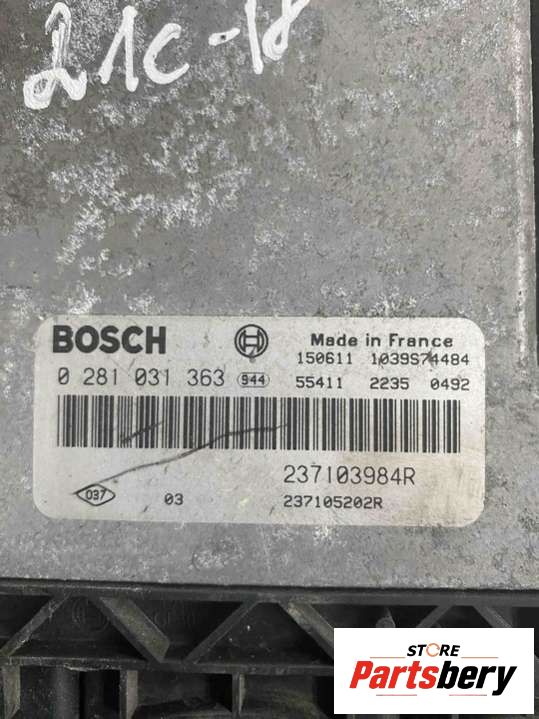 21C-18
BOSCH
Made in France
150611 1039S74484
0 281 031 363 944 55411 2235 0492
237103984R
037 03 237105202R
STORE
Partsbery